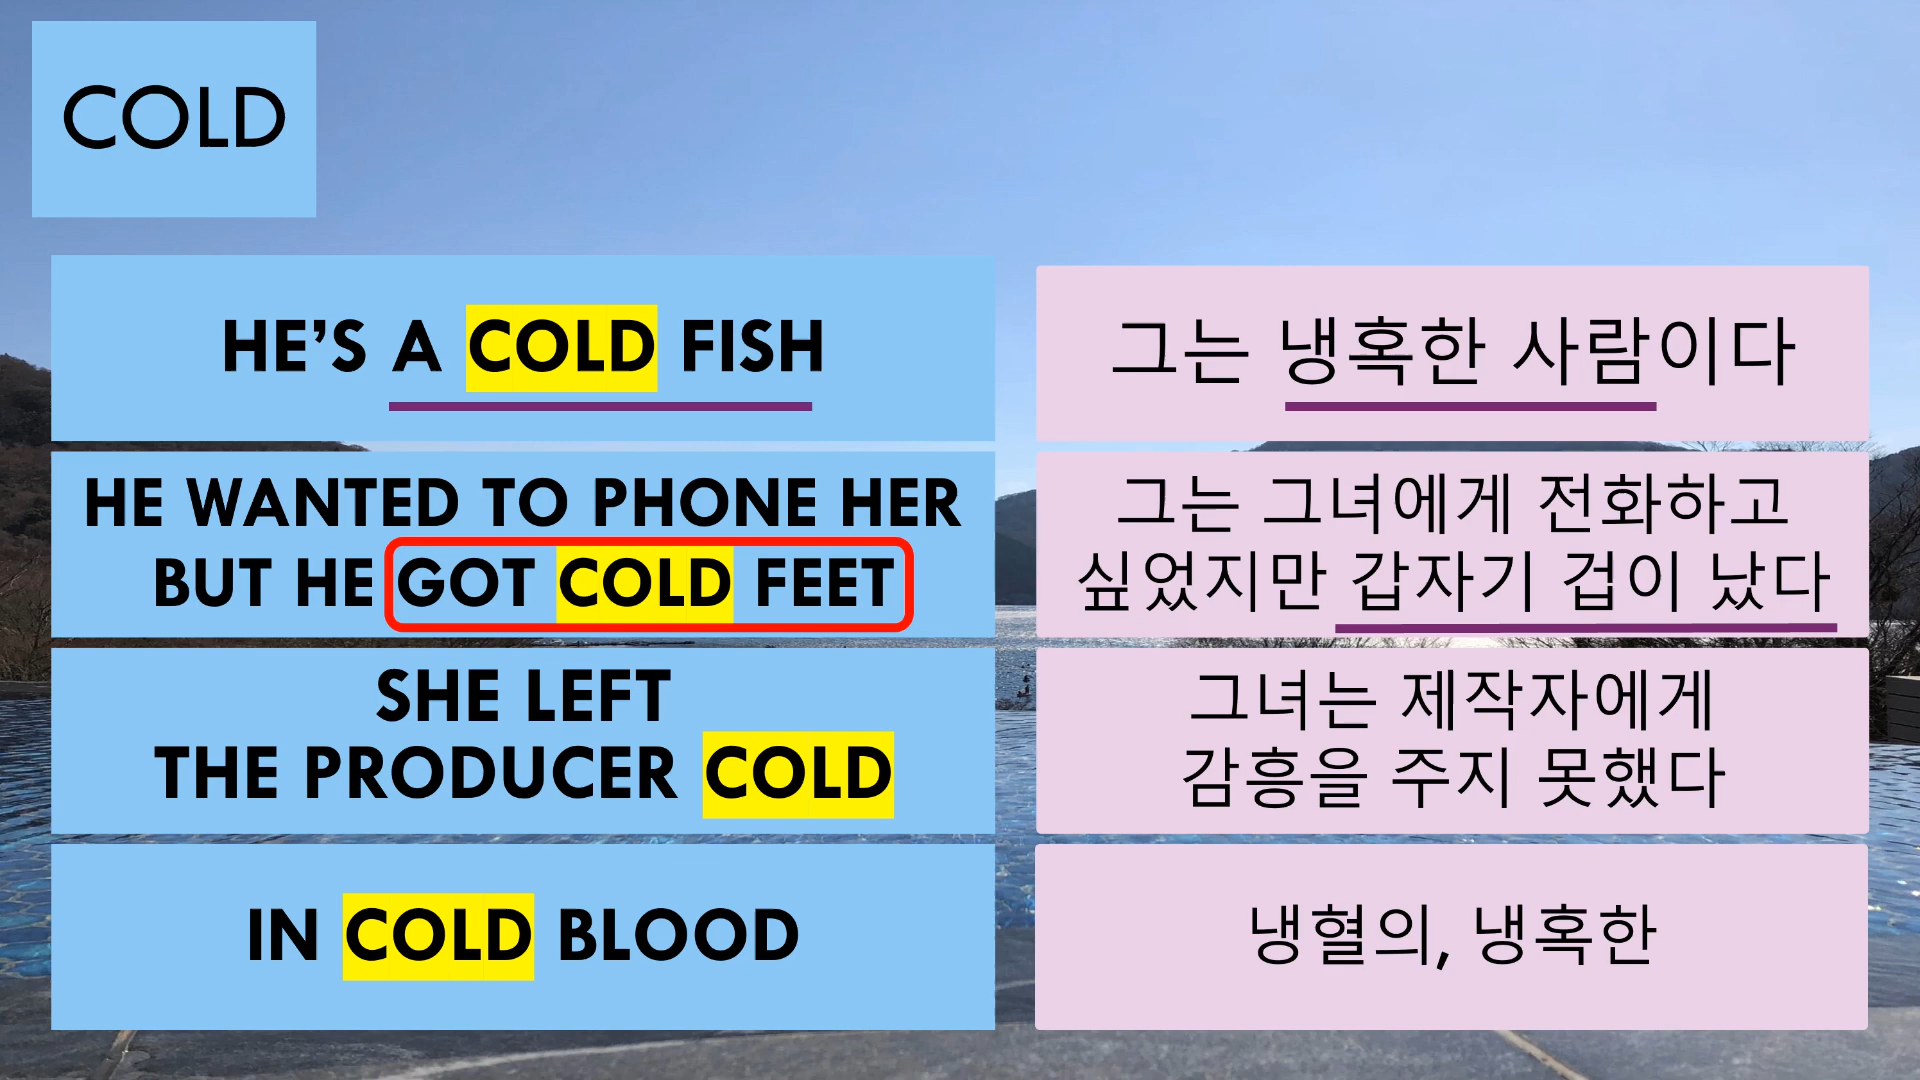 COLD
HE'S A COLD FISH
그는 냉혹한 사람이다
HE WANTED TO PHONE HER
BUT HE GOT COLD FEET
그는 그녀에게 전화하고
싶었지만 갑자기 겁이 났다
SHE LEFT
THE PRODUCER COLD
그녀는 제작자에게
감흥을 주지 못했다
IN COLD BLOOD
냉혈의, 냉혹한